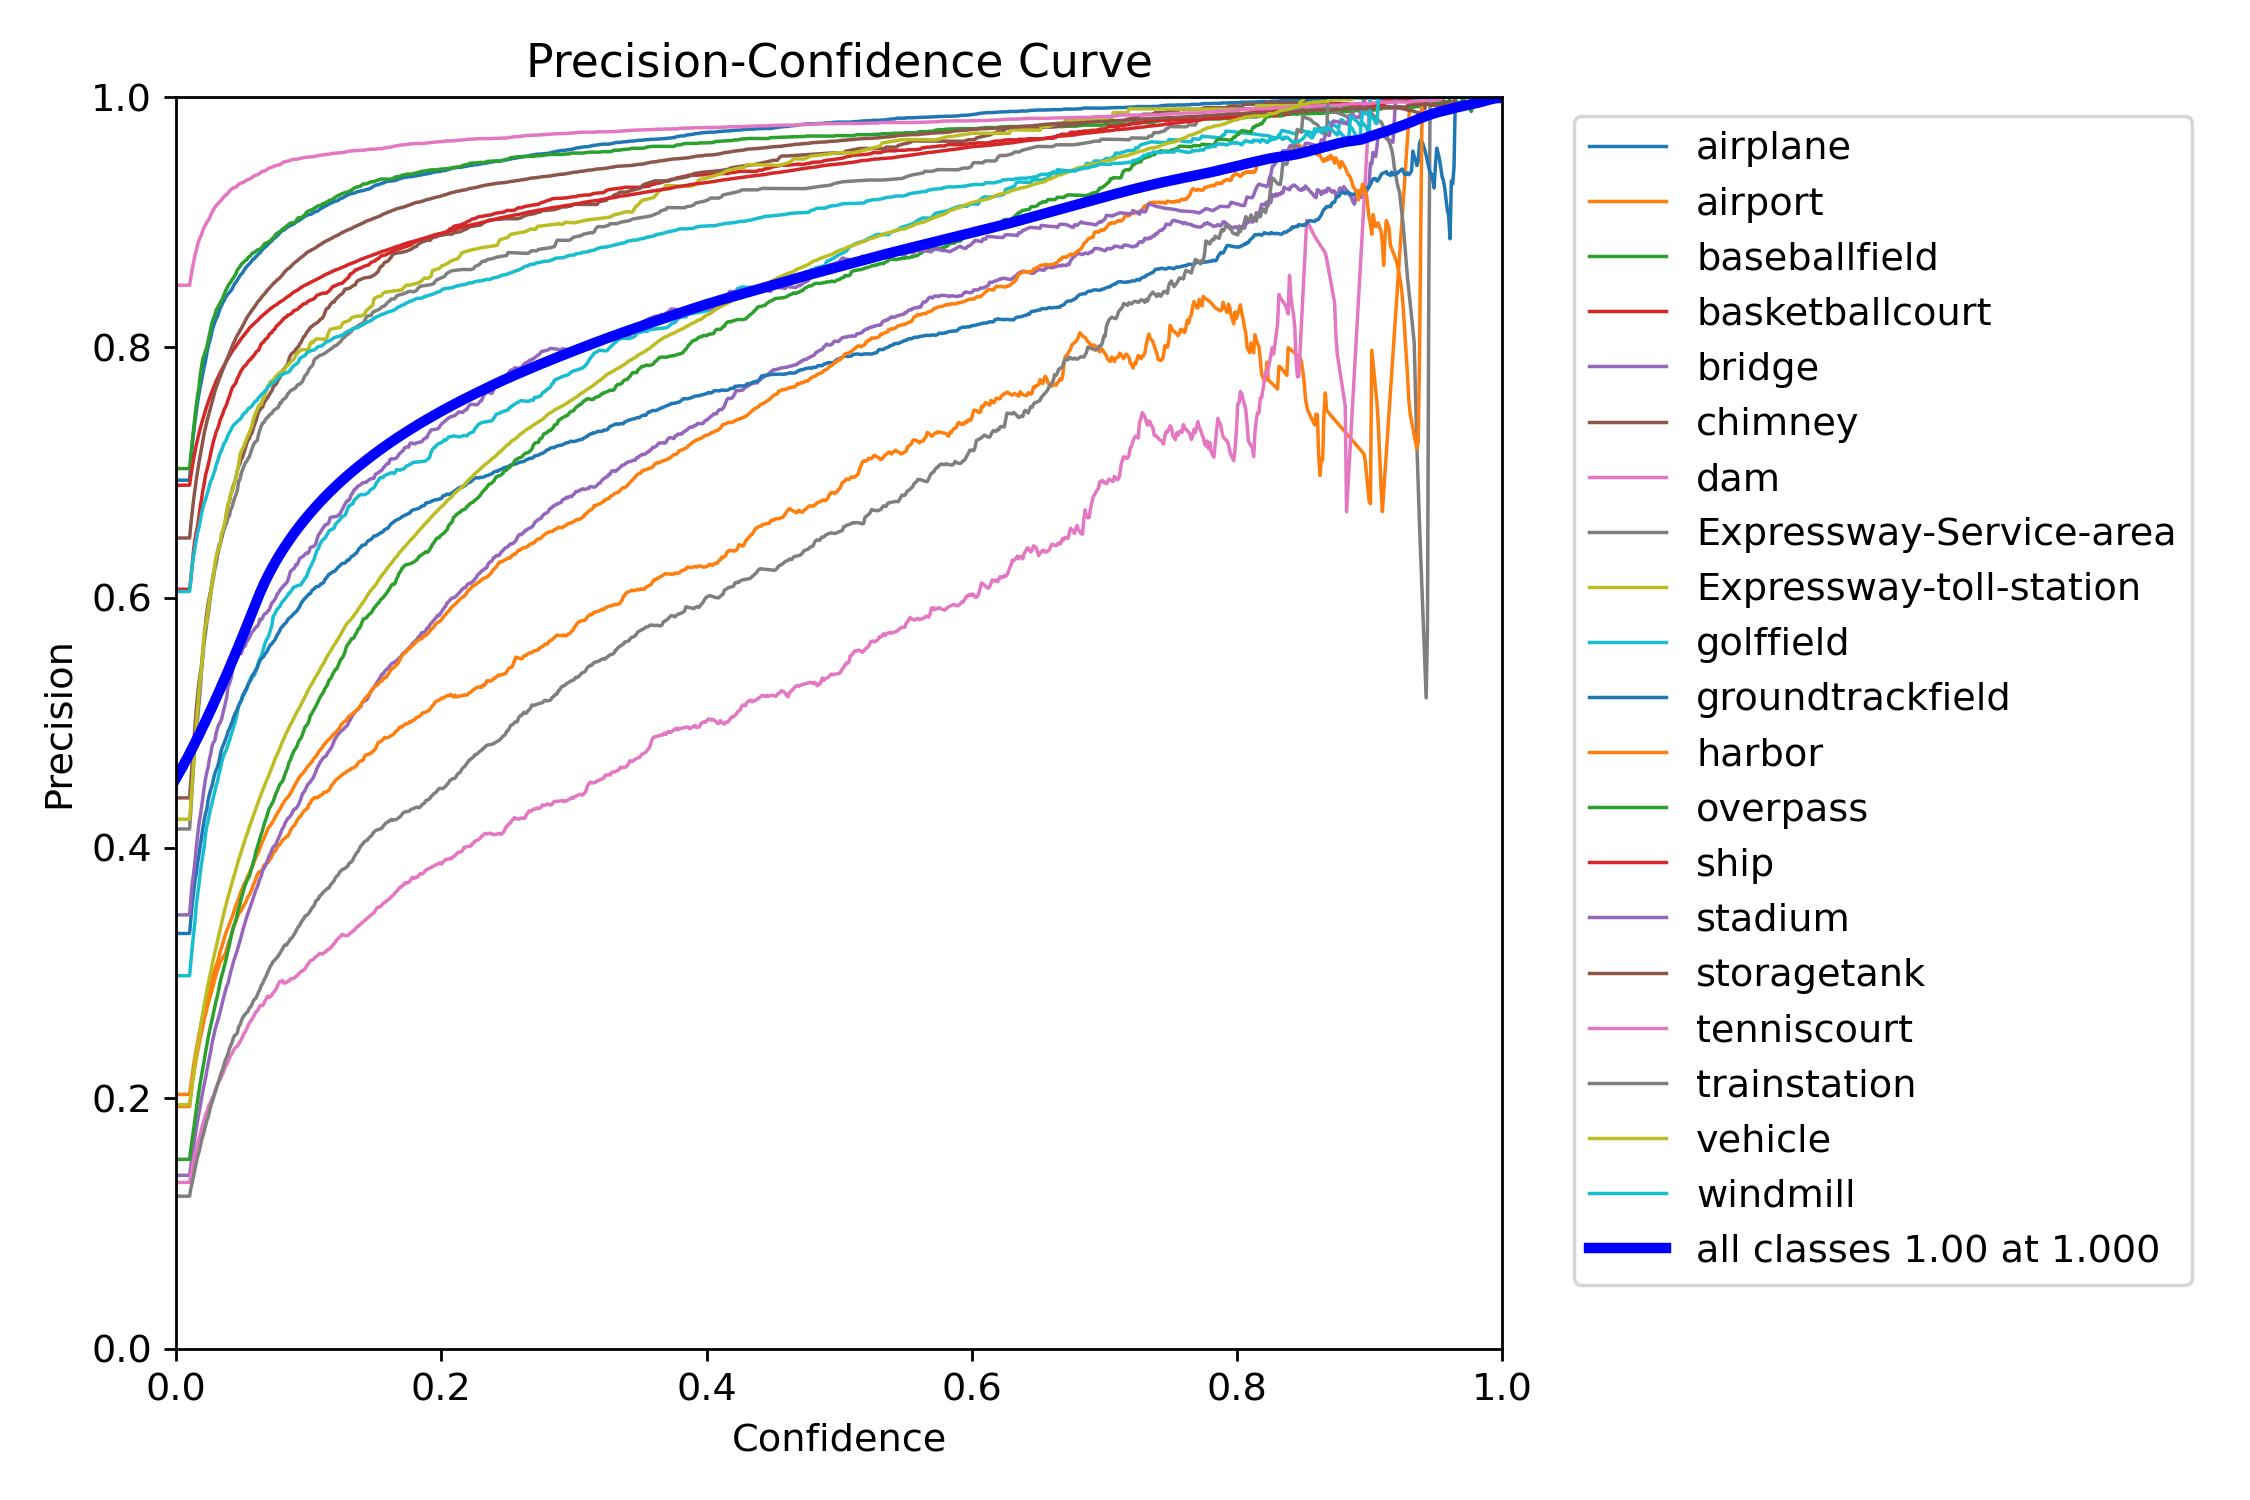 Precision-Confidence Curve
1.0
0.8
0.6
0.4
0.2
0.0
Precision
0.0 0.2 0.4 0.6 0.8 1.0
Confidence
airplane
airport
baseballfield
basketballcourt
bridge
chimney
dam
Expressway-Service-area
Expressway-toll-station
golffield
groundtrackfield
harbor
overpass
ship
stadium
storagetank
tenniscourt
trainstation
vehicle
windmill
all classes 1.00 at 1.000